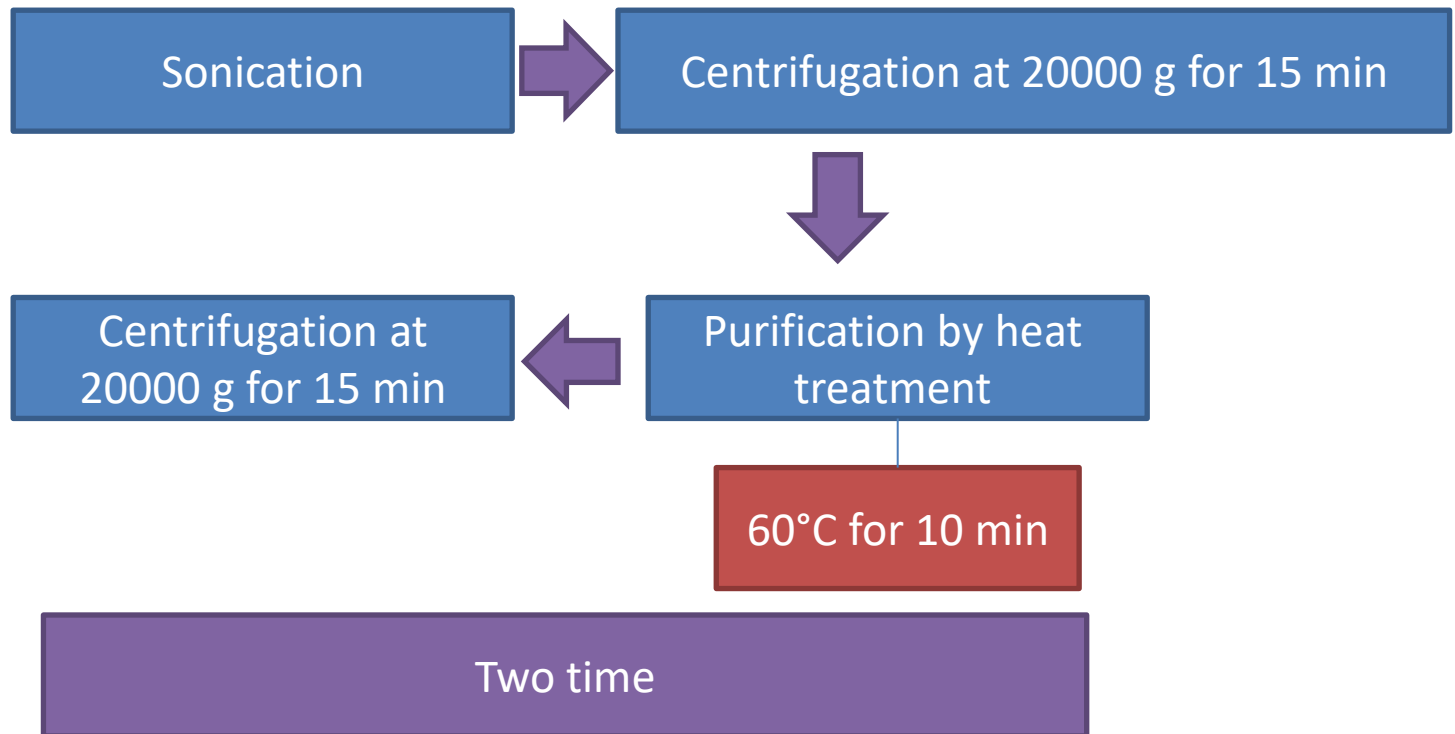 Sonication
Centrifugation at 20000 g for 15 min
Purification by heat
treatment
60°C for 10 min
Centrifugation at
20000 g for 15 min
Two time